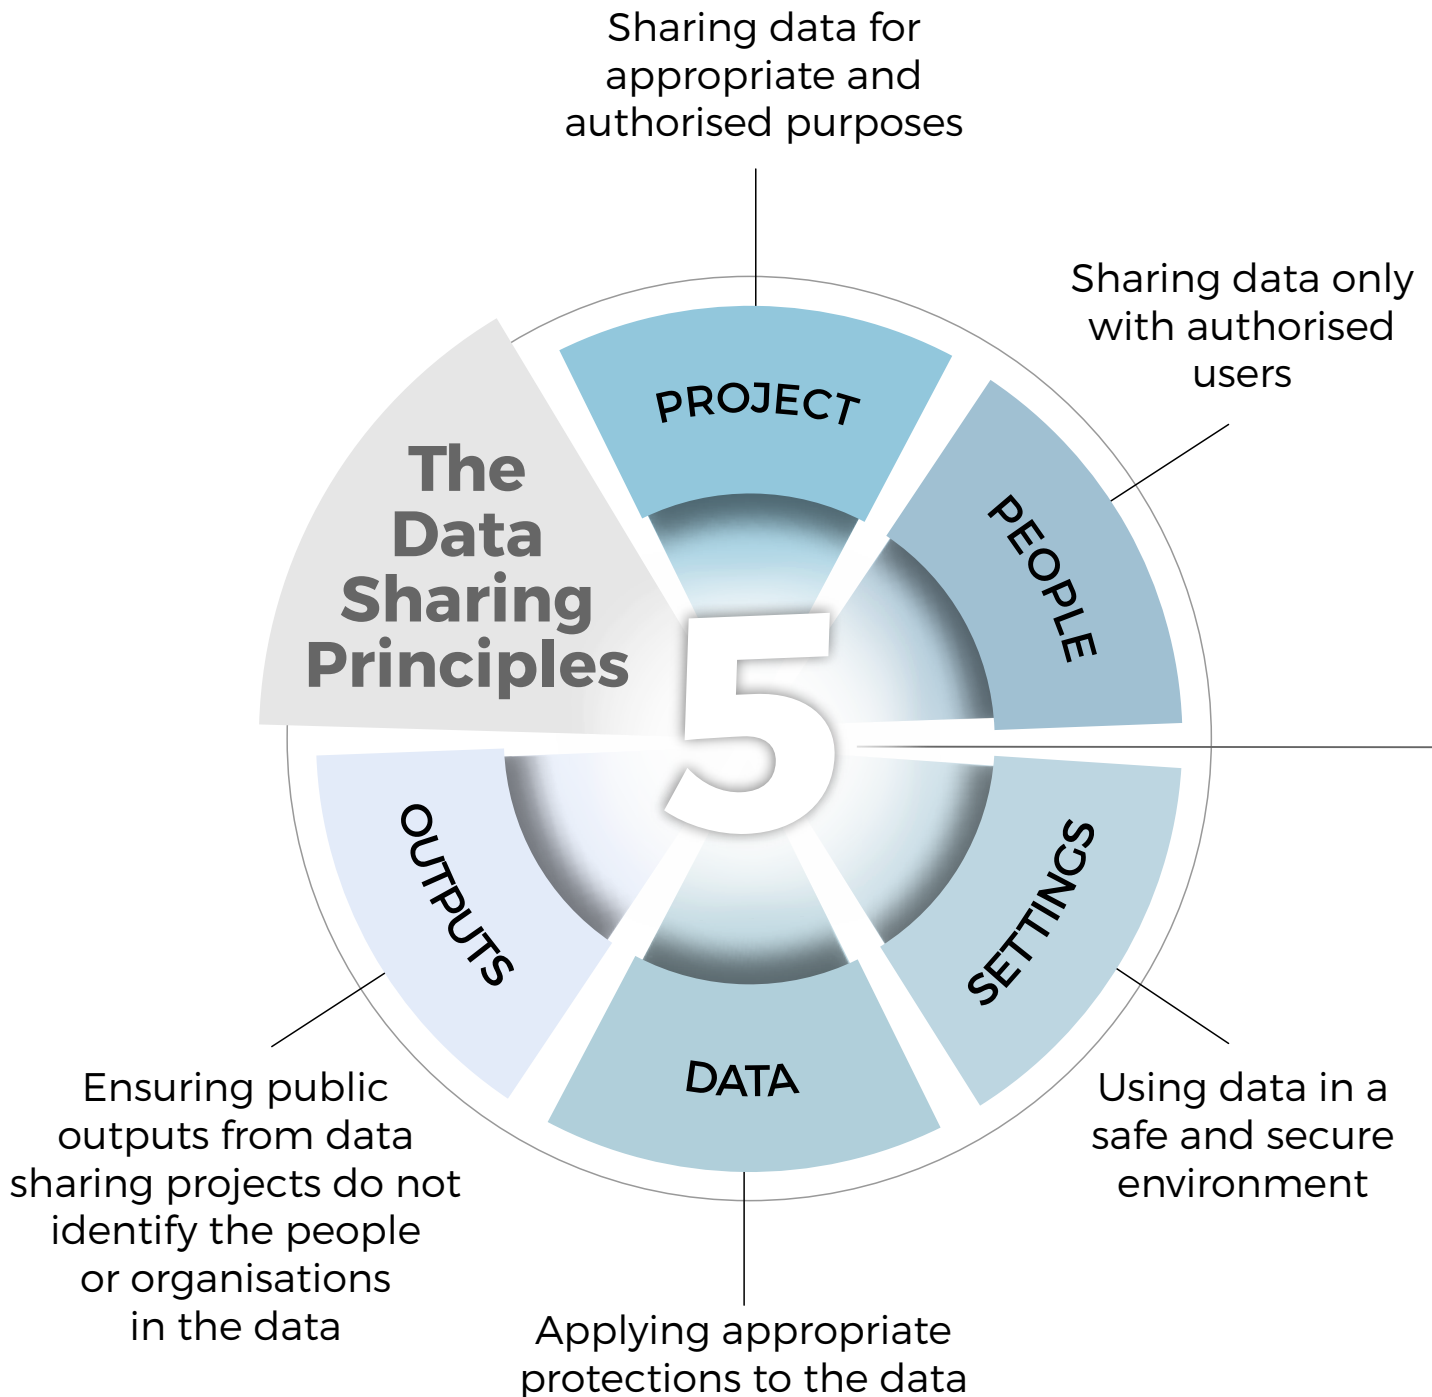 Sharing data for
appropriate and
authorised purposes
Sharing data only
with authorised
users
PROJECT
PEOPLE
The
Data
Sharing
Principles
5
OUTPUTS
SETTINGS
DATA
Ensuring public
outputs from data
sharing projects do not
identify the people
or organisations
in the data
Using data in a
safe and secure
environment
Applying appropriate
protections to the data